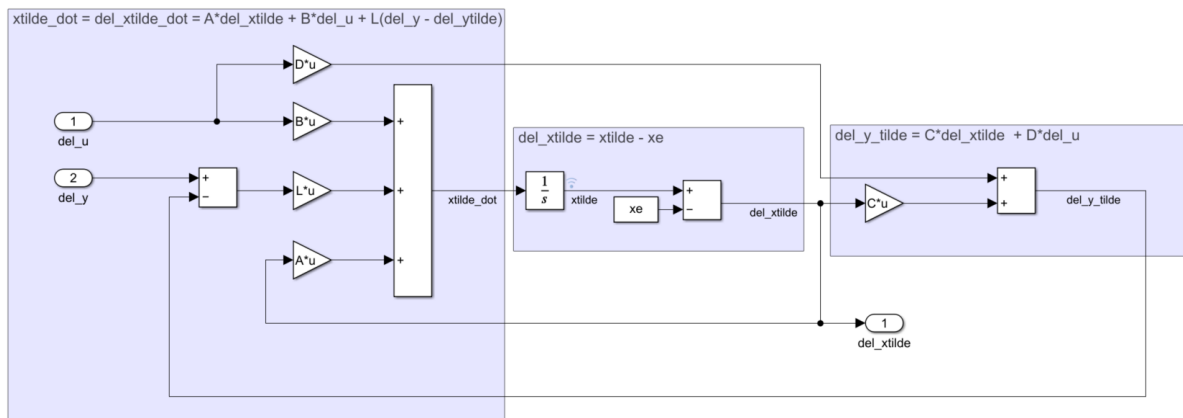 xtilde_dot = del_xtilde_dot = A*del_xtilde + B*del_u + L(del_y - del_ytilde)
D*u
1
del_u
B*u
+
2
del_y
+
−
L*u
+
A*u
+
xtilde_dot
del_xtilde = xtilde - xe
1
s
xtilde
xe
+
−
del_xtilde
del_y_tilde = C*del_xtilde + D*del_u
C*u
+
+
del_y_tilde
1
del_xtilde